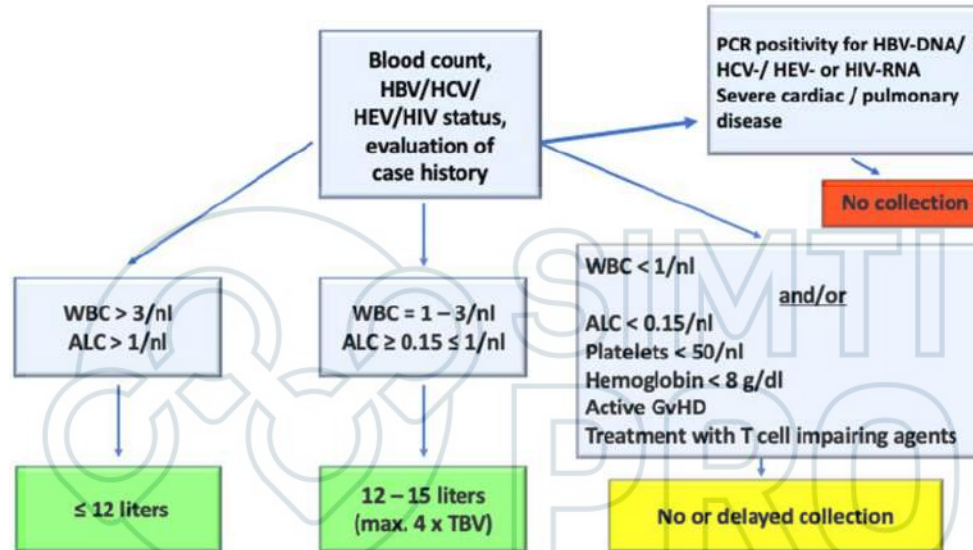 Blood count,
HBV/HCV/
HEV/HIV status,
evaluation of
case history
PCR positivity for HBV-DNA/
HCV-/ HEV- or HIV-RNA
Severe cardiac / pulmonary
disease
No collection
WBC > 3/nl
ALC > 1/nl
WBC = 1 – 3/nl
ALC ≥ 0.15 ≤ 1/nl
WBC < 1/nl
and/or
ALC < 0.15/nl
Platelets < 50/nl
Hemoglobin < 8 g/dl
Active GvHD
Treatment with T cell impairing agents
≤ 12 liters
12 – 15 liters
(max. 4 x TBV)
No or delayed collection
SIMTI
PRO